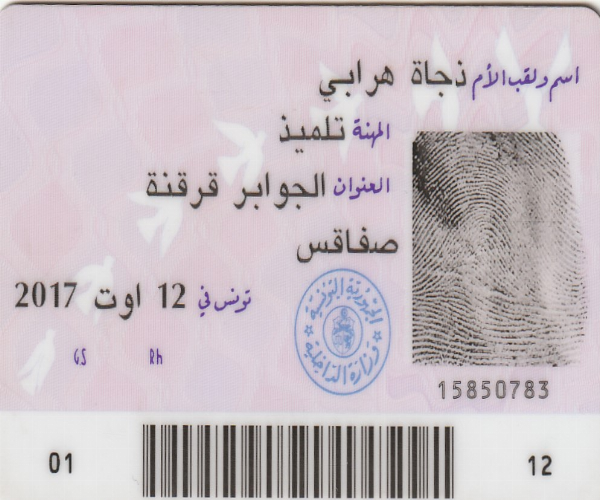 اسم ولقب الأم نجاة هرابي
المهنة تلميذ
العنوان الجوابر قرقنة
صفاقس
تونس في 12 اوت 2017
GS Rh
الجمهورية التونسية
وزارة الداخلية
15850783
01 12